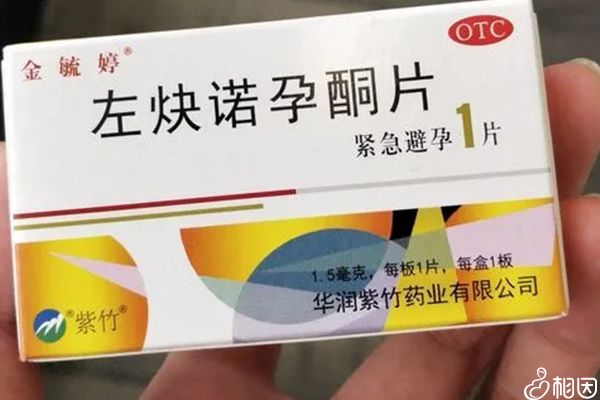 金毓婷®
OTC
左炔诺孕酮片
紧急避孕1片
1.5毫克，每板1片，每盒1板
®紫竹®
华润紫竹药业有限公司
相因